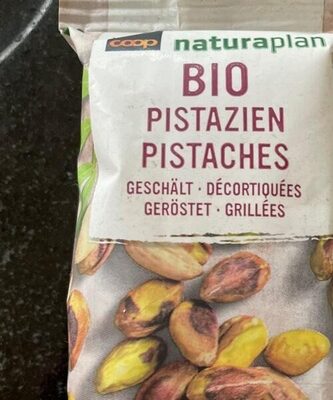 coop naturaplan
BIO
PISTAZIEN
PISTACHES
GESCHÄLT · DÉCORTIQUÉES
GERÖSTET · GRILLÉES